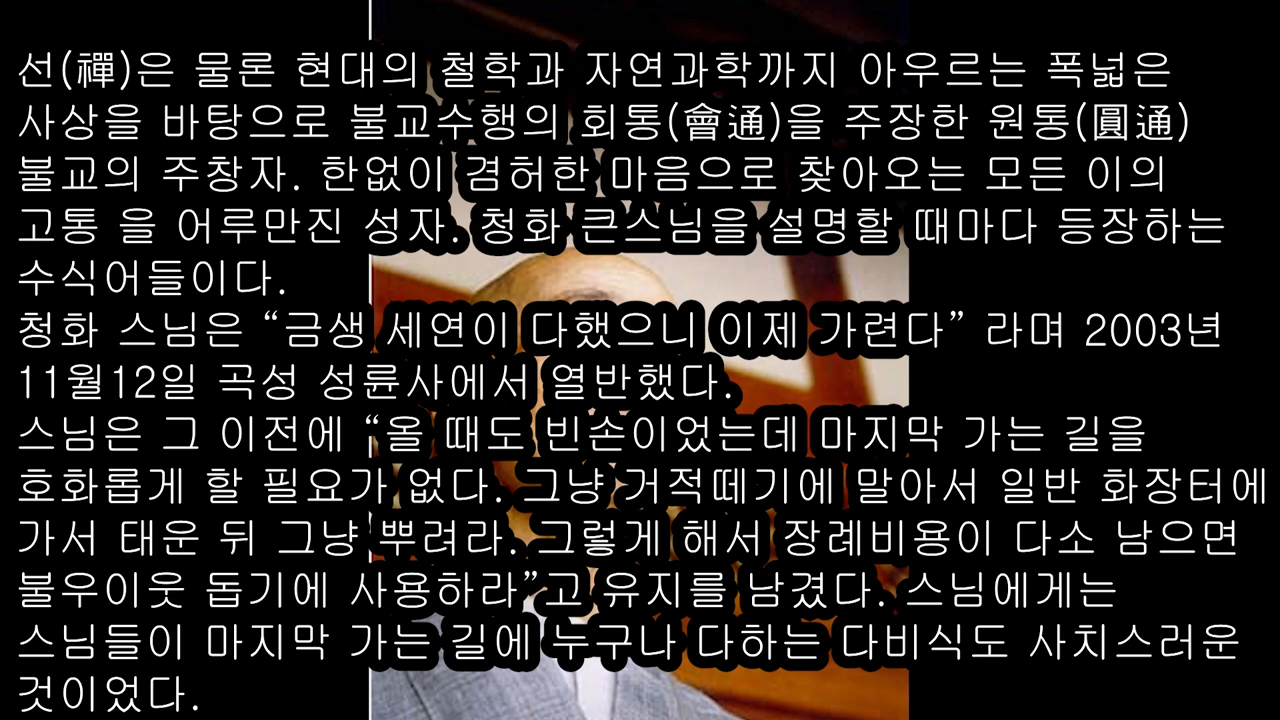 선(禪)은 물론 현대의 철학과 자연과학까지 아우르는 폭넓은
사상을 바탕으로 불교수행의 회통(會通)을 주장한 원통(圓通)
불교의 주창자. 한없이 겸허한 마음으로 찾아오는 모든 이의
고통 을 어루만진 성자. 청화 큰스님을 설명할 때마다 등장하는
수식어들이다.
청화 스님은 “금생 세연이 다했으니 이제 가련다” 라며 2003년
11월12일 곡성 성륜사에서 열반했다.
스님은 그 이전에 “올 때도 빈손이었는데 마지막 가는 길을
호화롭게 할 필요가 없다. 그냥 거적떼기에 말아서 일반 화장터에
가서 태운 뒤 그냥 뿌려라. 그렇게 해서 장례비용이 다소 남으면
불우이웃 돕기에 사용하라”고 유지를 남겼다. 스님에게는
스님들이 마지막 가는 길에 누구나 다하는 다비식도 사치스러운
것이었다.